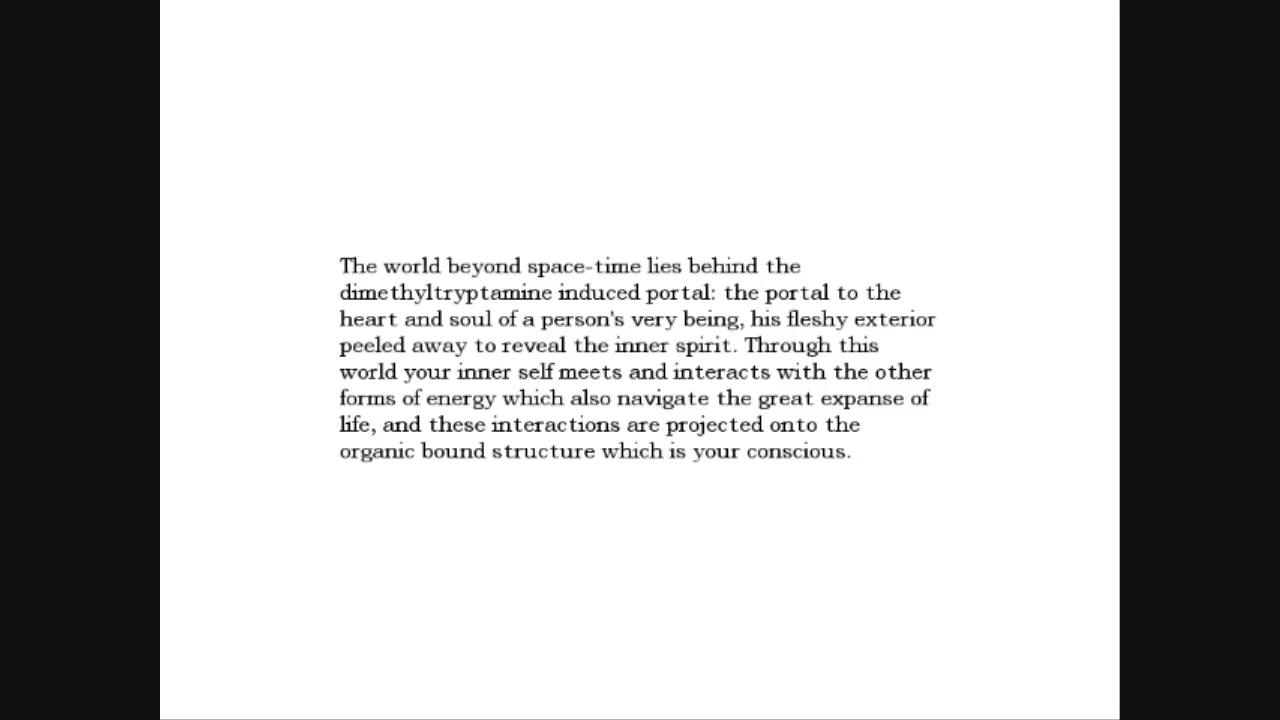 The world beyond space-time lies behind the
dimethyltryptamine induced portal: the portal to the
heart and soul of a person's very being, his fleshy exterior
peeled away to reveal the inner spirit. Through this
world your inner self meets and interacts with the other
forms of energy which also navigate the great expanse of
life, and these interactions are projected onto the
organic bound structure which is your conscious.